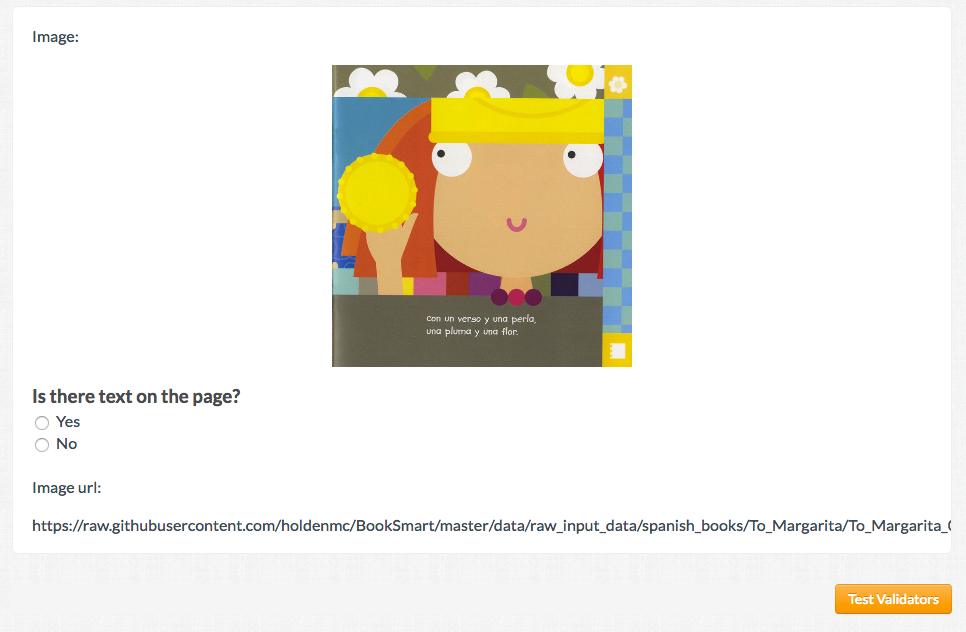 Image:
con un verso y una perla,
una pluma y una flor.
Is there text on the page?
Yes
No
Image url:
https://raw.githubusercontent.com/holdenmc/BookSmart/master/data/raw_input_data/spanish_books/To_Margarita/To_Margarita_
Test Validators